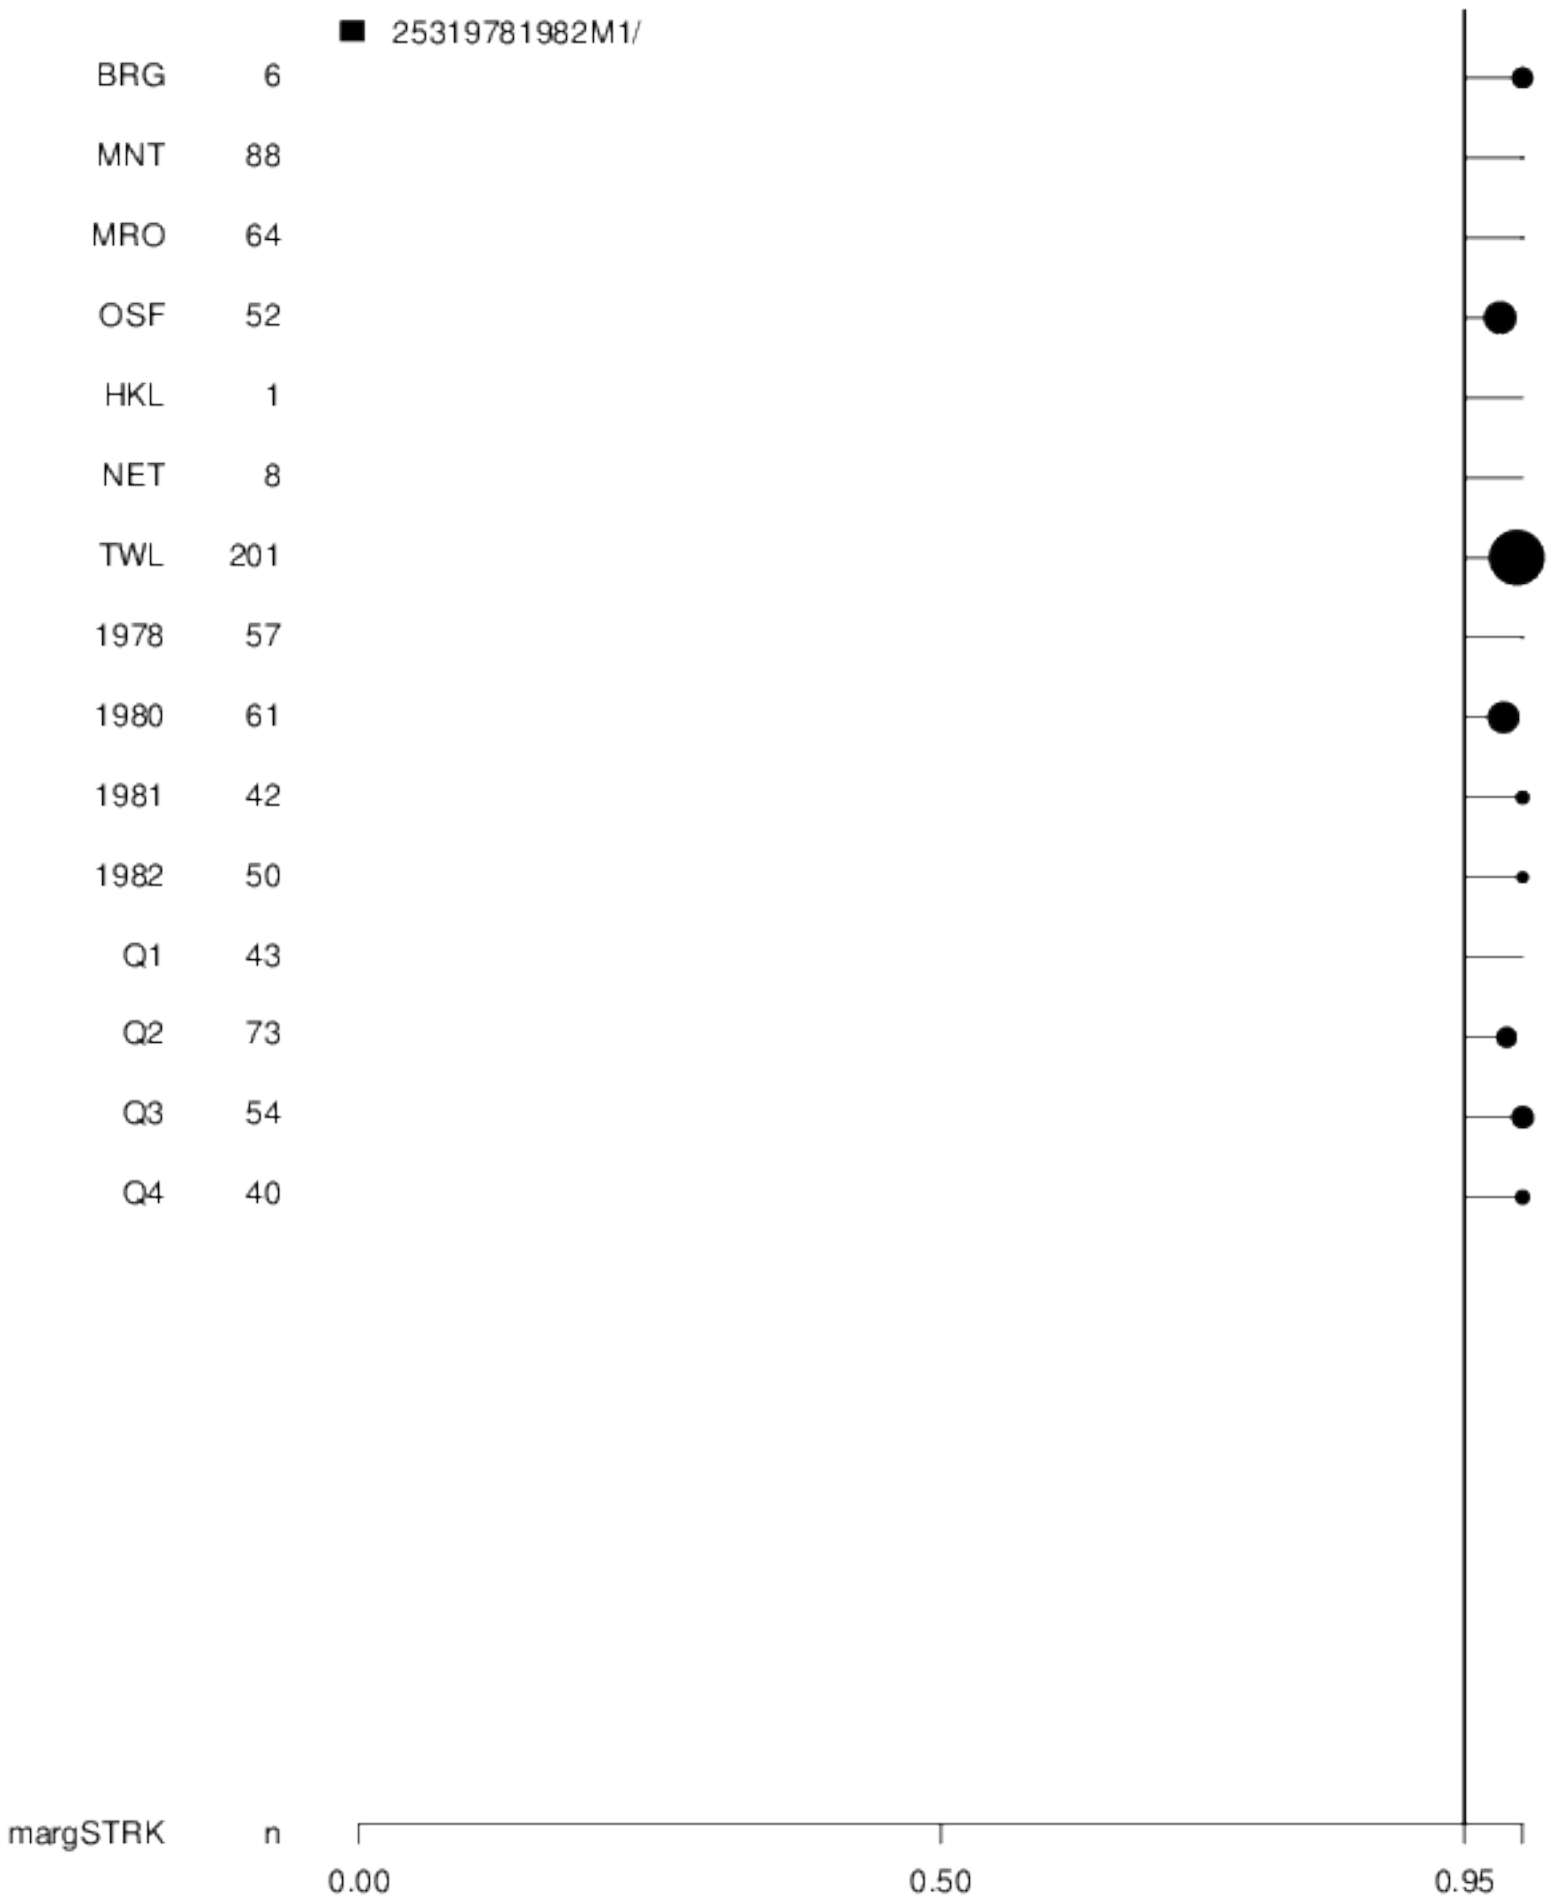 25319781982M1/
BRG 6
MNT 88
MRO 64
OSF 52
HKL 1
NET 8
TWL 201
1978 57
1980 61
1981 42
1982 50
Q1 43
Q2 73
Q3 54
Q4 40
margSTRK n
0.00 0.50 0.95